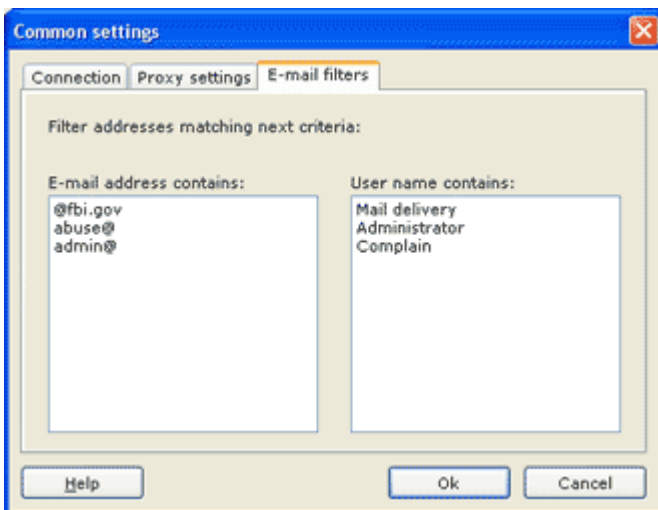 Common settings
Connection Proxy settings E-mail filters
Filter addresses matching next criteria:
E-mail address contains:
@fbi.gov
abuse@
admin@
User name contains:
Mail delivery
Administrator
Complain
Help Ok Cancel